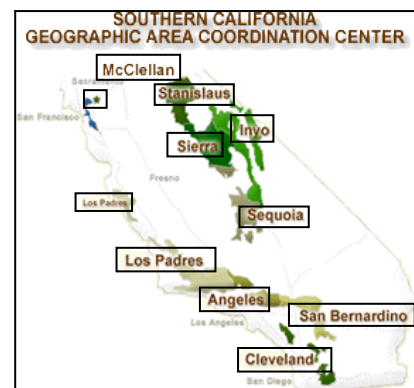 SOUTHERN CALIFORNIA
GEOGRAPHIC AREA COORDINATION CENTER
McClellan
Sacramento
Stanislaus
San Francisco
Inyo
Sierra
Fresno
Los Padres
Sequoia
Los Padres
Angeles
San Bernardino
Los Angeles
Cleveland
San Diego